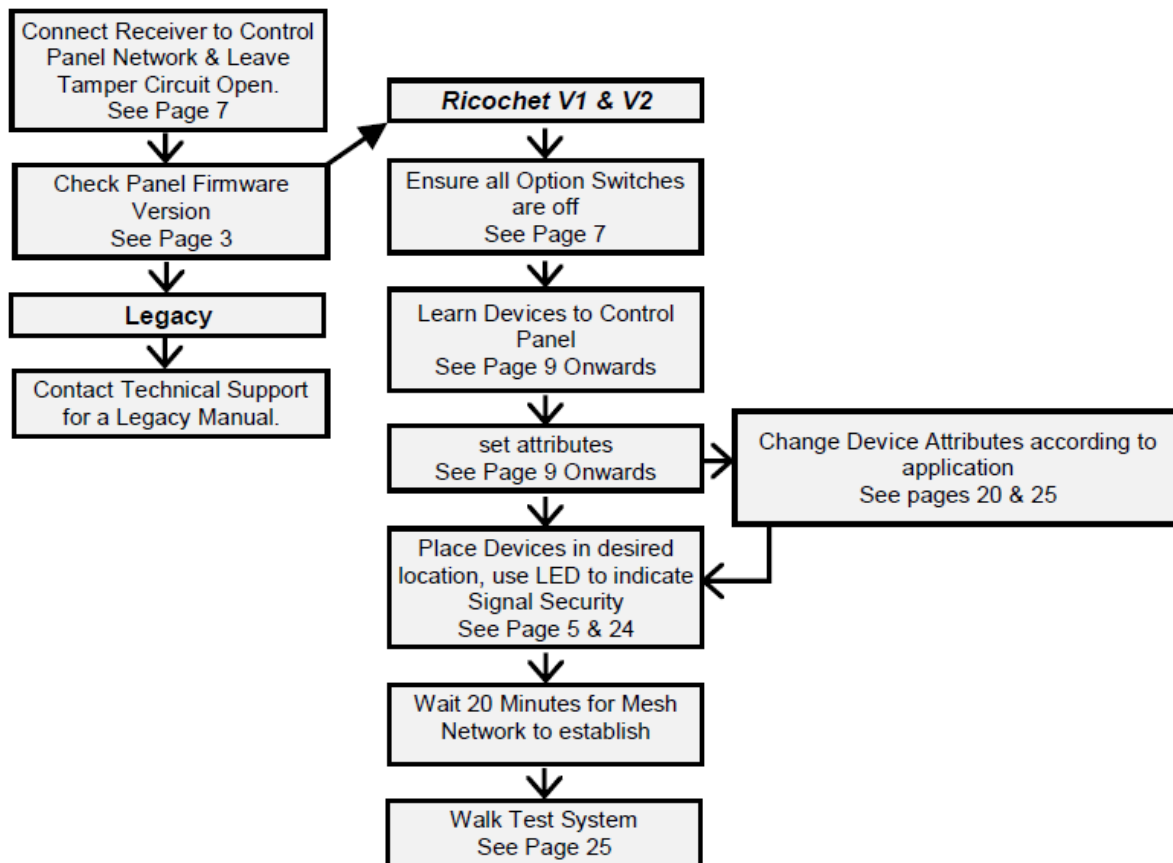 Connect Receiver to Control
Panel Network & Leave
Tamper Circuit Open.
See Page 7
Check Panel Firmware
Version
See Page 3
Legacy
Contact Technical Support
for a Legacy Manual.
Ricochet V1 & V2
Ensure all Option Switches
are off
See Page 7
Learn Devices to Control
Panel
See Page 9 Onwards
set attributes
See Page 9 Onwards
Change Device Attributes according to
application
See pages 20 & 25
Place Devices in desired
location, use LED to indicate
Signal Security
See Page 5 & 24
Wait 20 Minutes for Mesh
Network to establish
Walk Test System
See Page 25